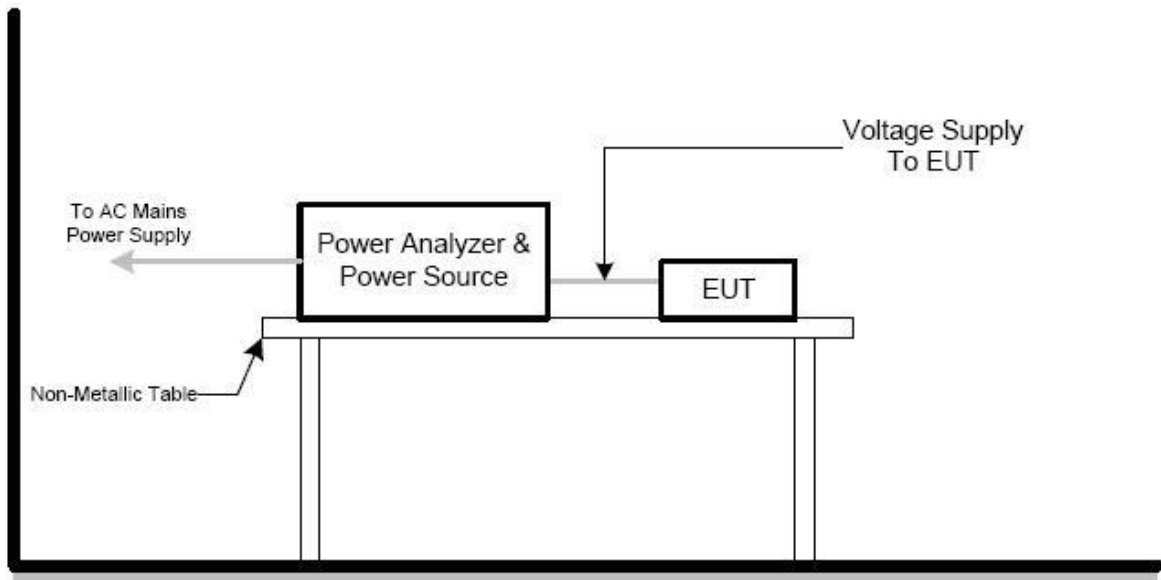 Voltage Supply
To EUT
To AC Mains
Power Supply
Power Analyzer &
Power Source
EUT
Non-Metallic Table